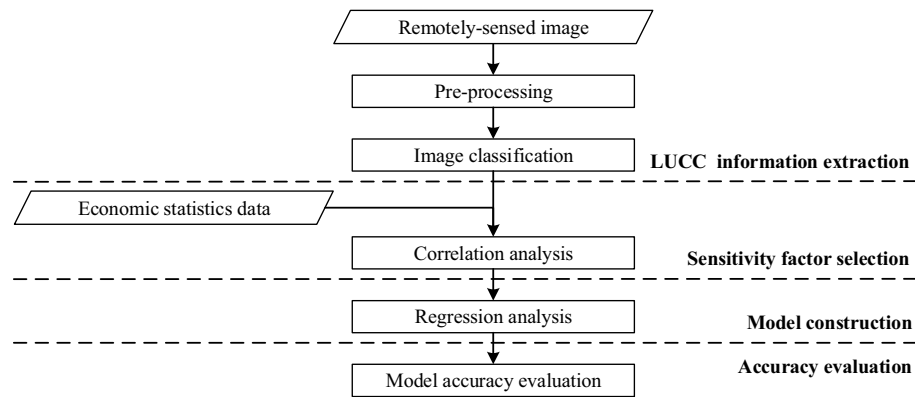 Remotely-sensed image
Pre-processing
Image classification
LUCC information extraction
Economic statistics data
Correlation analysis
Sensitivity factor selection
Regression analysis
Model construction
Accuracy evaluation
Model accuracy evaluation